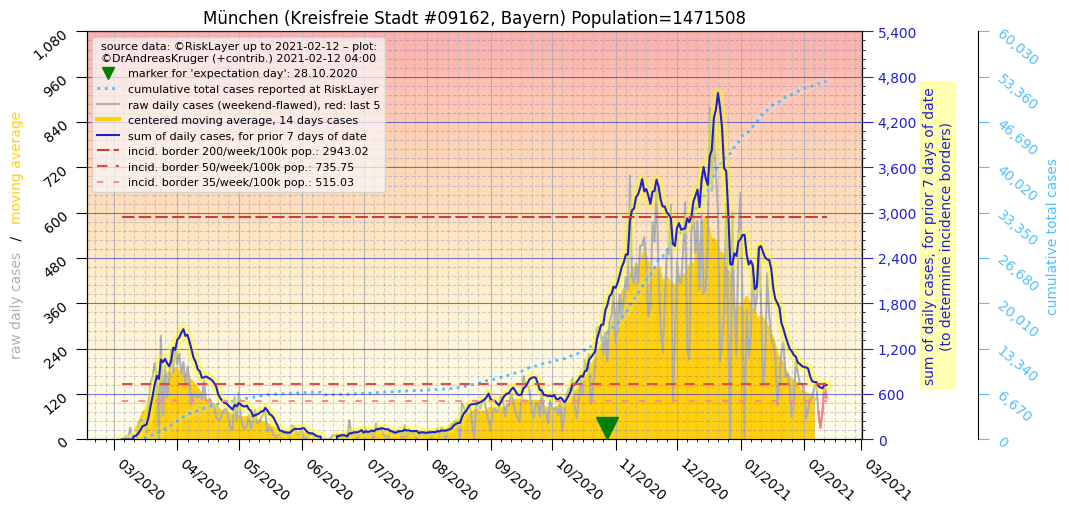 München (Kreisfreie Stadt #09162, Bayern) Population=1471508
source data: ©RiskLayer up to 2021-02-12 – plot:
©DrAndreasKruger (+contrib.) 2021-02-12 04:00
marker for 'expectation day': 28.10.2020
cumulative total cases reported at RiskLayer
raw daily cases (weekend-flawed), red: last 5
centered moving average, 14 days cases
sum of daily cases, for prior 7 days of date
incid. border 200/week/100k pop.: 2943.02
incid. border 50/week/100k pop.: 735.75
incid. border 35/week/100k pop.: 515.03
raw daily cases / moving average
1,080
960
840
720
600
480
360
240
120
0
5,400
4,800
4,200
3,600
3,000
2,400
1,800
1,200
600
0
sum of daily cases, for prior 7 days of date
(to determine incidence borders)
60,030
53,360
46,690
40,020
33,350
26,680
20,010
13,340
6,670
0
cumulative total cases
03/2020
04/2020
05/2020
06/2020
07/2020
08/2020
09/2020
10/2020
11/2020
12/2020
01/2021
02/2021
03/2021